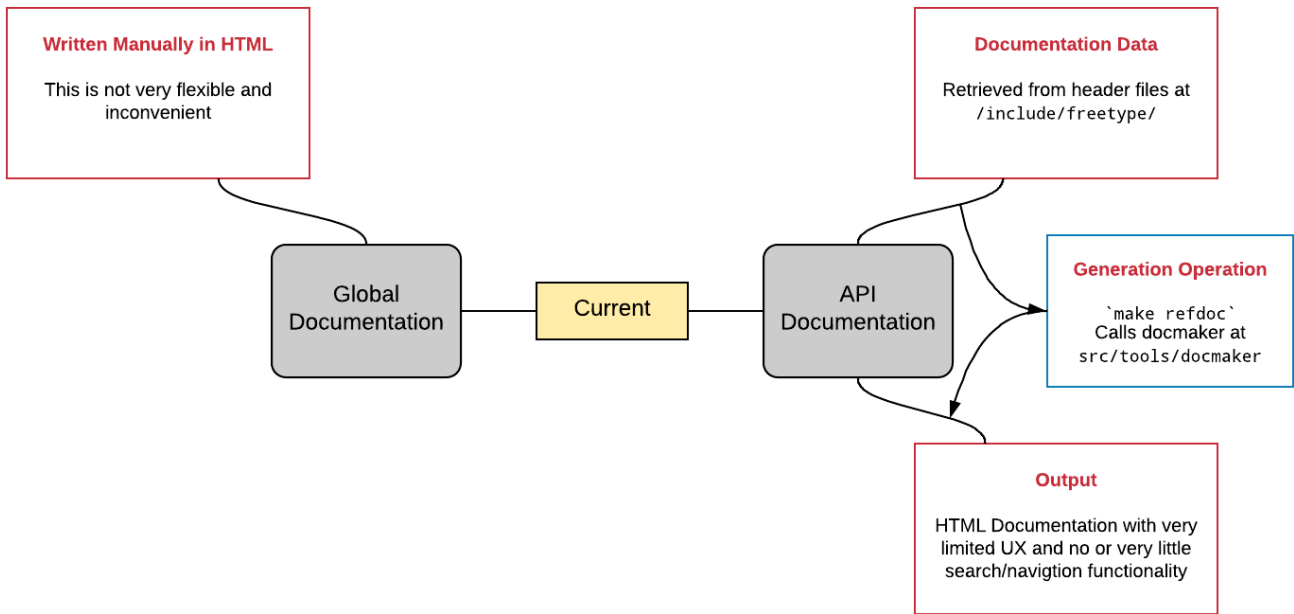 Written Manually in HTML
This is not very flexible and
inconvenient
Documentation Data
Retrieved from header files at
/include/freetype/
Global
Documentation
Current
API
Documentation
Generation Operation
`make refdoc`
Calls docmaker at
src/tools/docmaker
Output
HTML Documentation with very
limited UX and no or very little
search/navigtion functionality